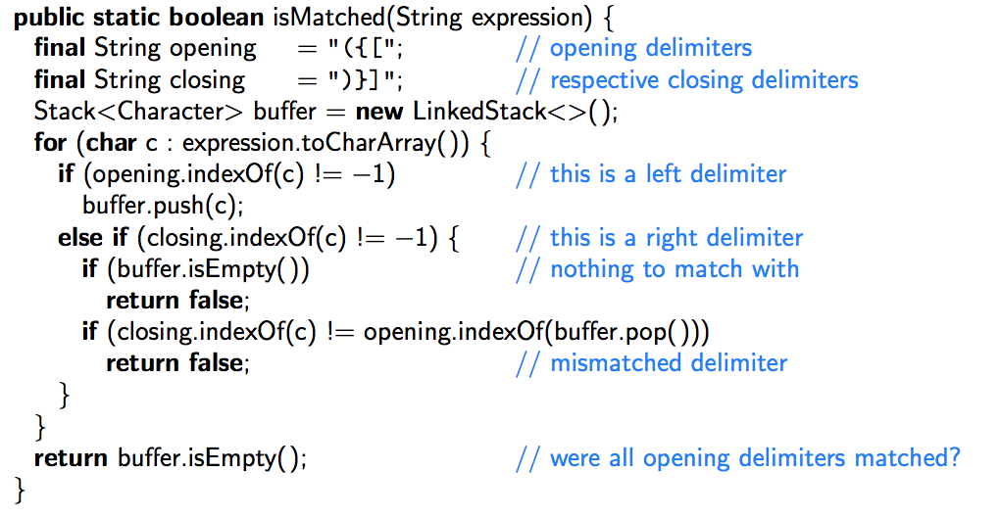 public static boolean isMatched(String expression) {
final String opening = "({["; // opening delimiters
final String closing = ")}]"; // respective closing delimiters
Stack<Character> buffer = new LinkedStack<>();
for (char c : expression.toCharArray()) {
if (opening.indexOf(c) != −1) // this is a left delimiter
buffer.push(c);
else if (closing.indexOf(c) != −1) { // this is a right delimiter
if (buffer.isEmpty()) // nothing to match with
return false;
if (closing.indexOf(c) != opening.indexOf(buffer.pop()))
return false; // mismatched delimiter
}
}
return buffer.isEmpty(); // were all opening delimiters matched?
}